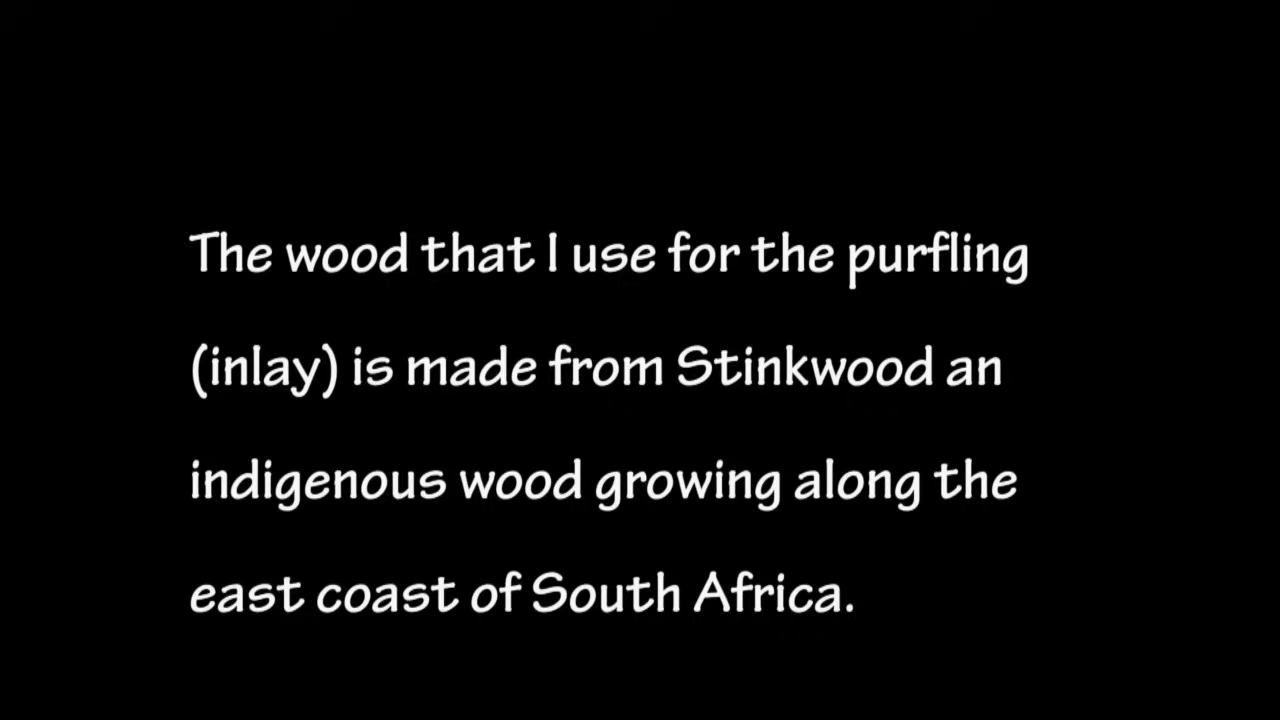 The wood that I use for the purfling
(inlay) is made from Stinkwood an
indigenous wood growing along the
east coast of South Africa.